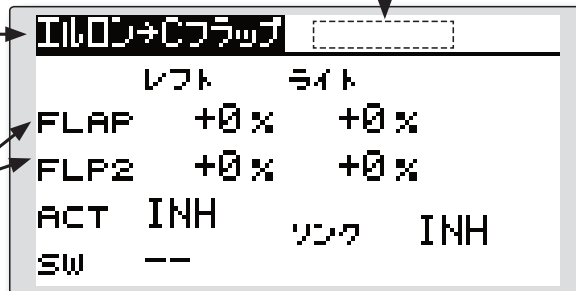 エルロン→Cフラップ
レフト ライト
FLAP +0% +0%
FLP2 +0% +0%
ACT INH リンク INH
SW --